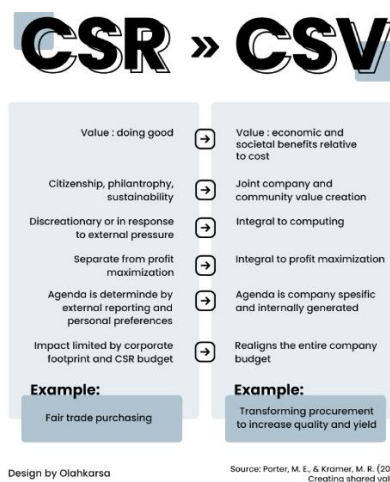 CSR » CSV
Value : doing good
Value : economic and
societal benefits relative
to cost
Citizenship, philantrophy,
sustainability
Joint company and
community value creation
Discreationary or in response
to external pressure
Integral to computing
Separate from profit
maximization
Integral to profit maximization
Agenda is determinde by
external reporting and
personal preferences
Agenda is company spesific
and internally generated
Impact limited by corporate
footprint and CSR budget
Realigns the entire company
budget
Example:
Fair trade purchasing
Example:
Transforming procurement
to increase quality and yield
Design by Olahkarsa
Source: Porter, M. E., & Kramer, M. R. (20
Creating shared val